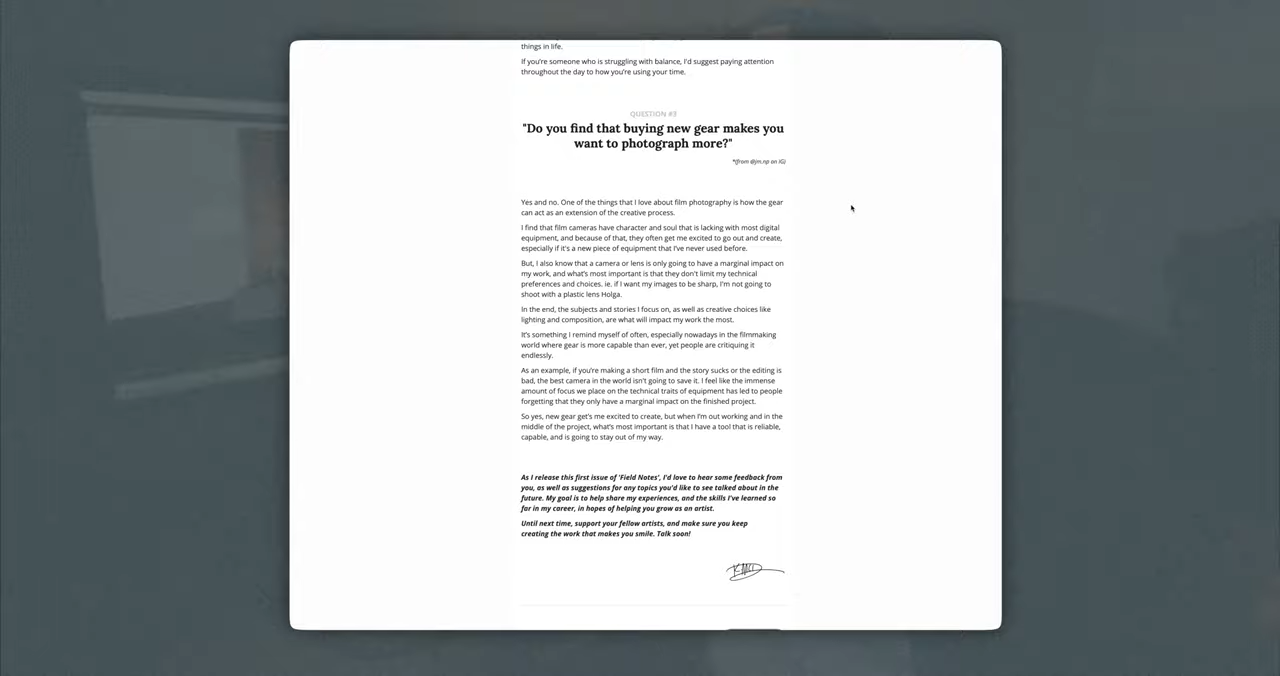 things in life.
If you're someone who is struggling with balance, I'd suggest paying attention
throughout the day to how you're using your time.
QUESTION #3
"Do you find that buying new gear makes you
want to photograph more?"
*(from @jm.np on IG)
Yes and no. One of the things that I love about film photography is how the gear
can act as an extension of the creative process.
I find that film cameras have character and soul that is lacking with most digital
equipment, and because of that, they often get me excited to go out and create,
especially if it's a new piece of equipment that I've never used before.
But, I also know that a camera or lens is only going to have a marginal impact on
my work, and what's most important is that they don't limit my technical
preferences and choices. ie. if I want my images to be sharp, I'm not going to
shoot with a plastic lens Holga.
In the end, the subjects and stories I focus on, as well as creative choices like
lighting and composition, are what will impact my work the most.
It's something I remind myself of often, especially nowadays in the filmmaking
world where gear is more capable than ever, yet people are critiquing it
endlessly.
As an example, if you're making a short film and the story sucks or the editing is
bad, the best camera in the world isn't going to save it. I feel like the immense
amount of focus we place on the technical traits of equipment has led to people
forgetting that they only have a marginal impact on the finished project.
So yes, new gear get's me excited to create, but when I'm out working and in the
middle of the project, what's most important is that I have a tool that is reliable,
capable, and is going to stay out of my way.
As I release this first issue of 'Field Notes', I'd love to hear some feedback from
you, as well as suggestions for any topics you'd like to see talked about in the
future. My goal is to help share my experiences, and the skills I've learned so
far in my career, in hopes of helping you grow as an artist.
Until next time, support your fellow artists, and make sure you keep
creating the work that makes you smile. Talk soon!